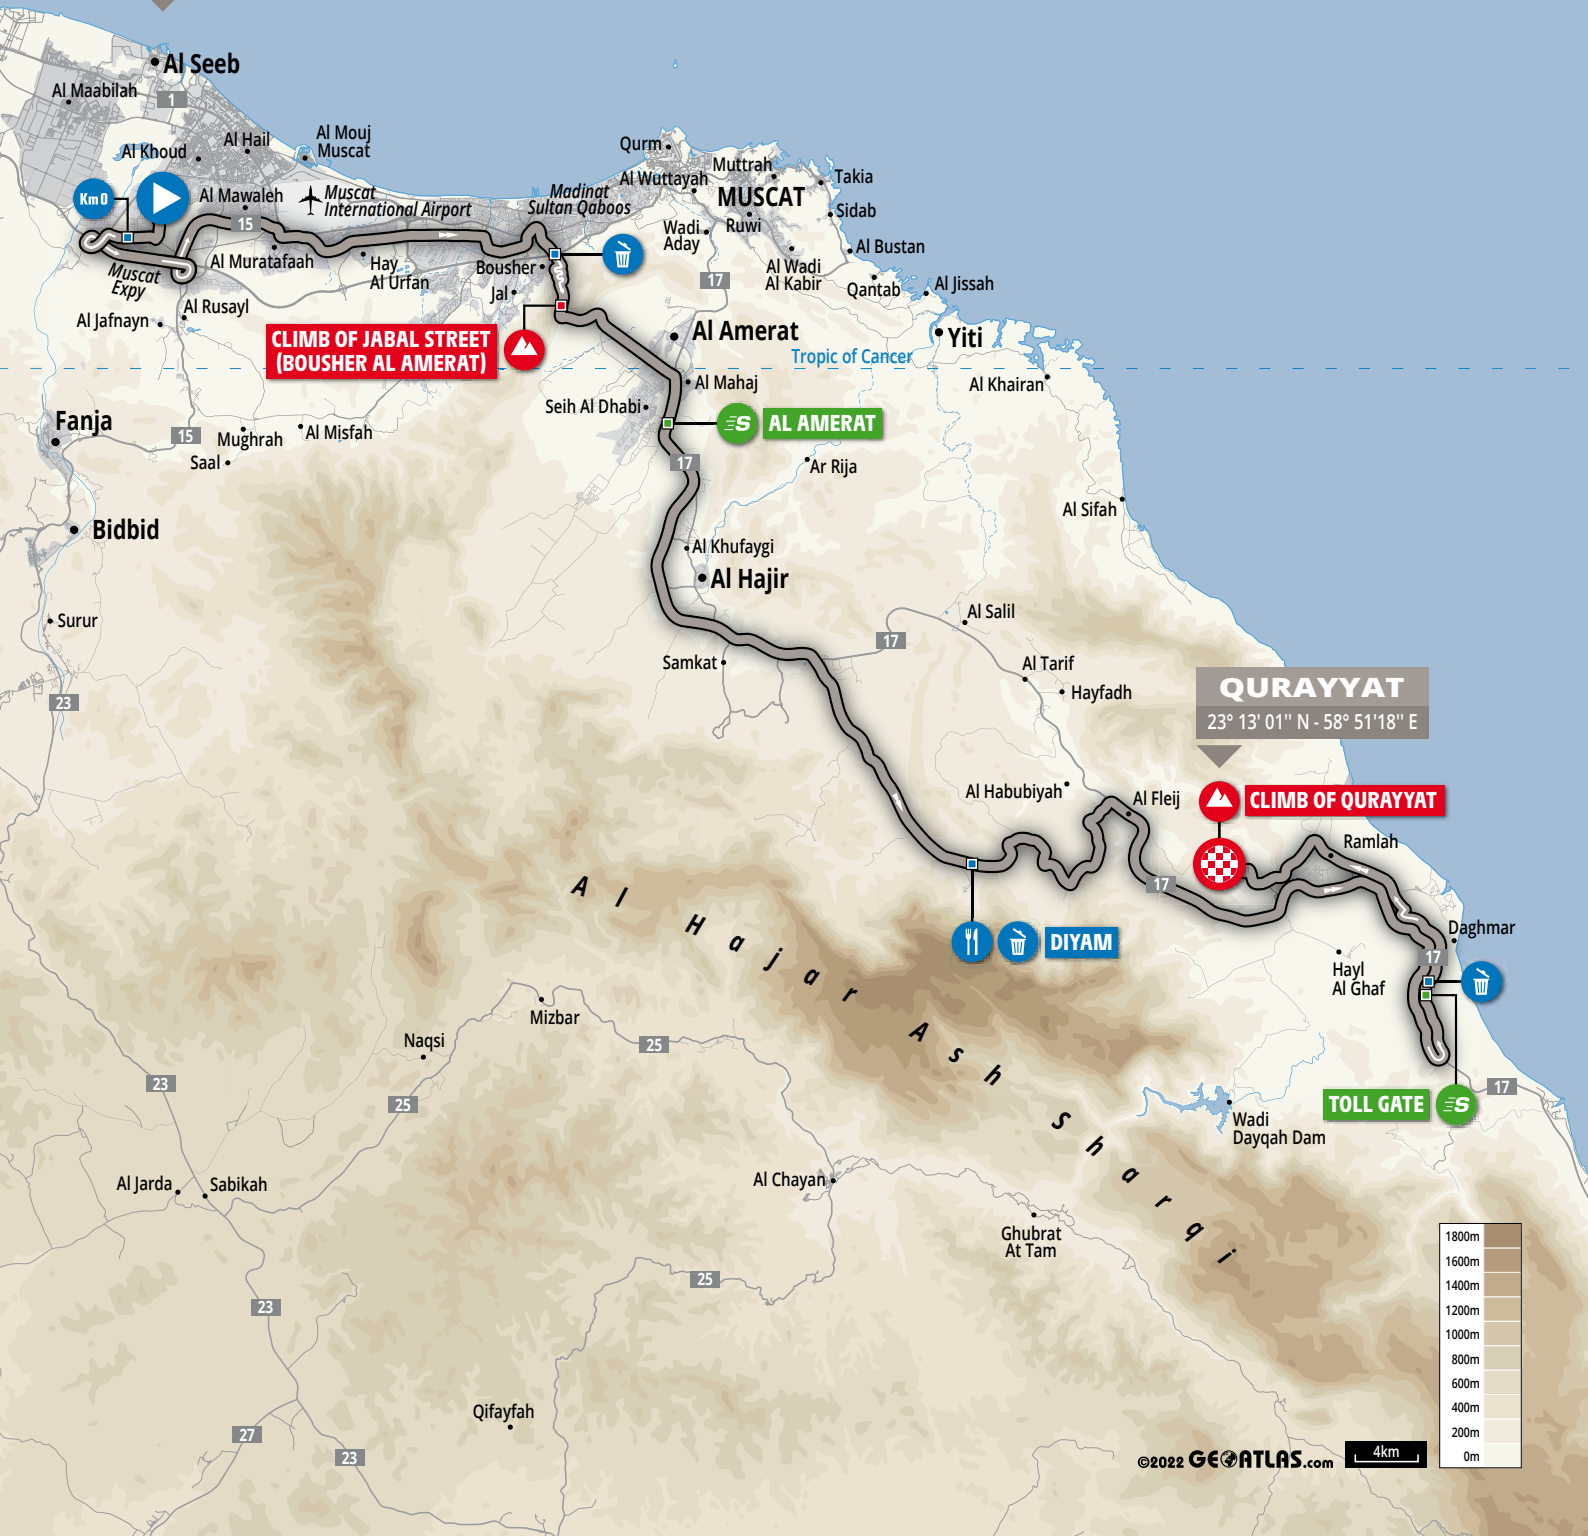 Al Seeb
Al Maabilah
1
Al Hail
Al Mouj
Muscat
Al Khoud
Km0
Al Mawaleh
Muscat
International Airport
15
Muscat
Expy
Al Muratafaah
Hay
Al Urfan
Al Rusayl
Al Jafnayn
Bousher
Jal
Madinat
Sultan Qaboos
Qurm
Al Wuttayah
Muttrah
MUSCAT
Ruwi
Wadi
Aday
Takia
Sidab
Al Bustan
Al Wadi
Al Kabir
Qantab
Al Jissah
17
CLIMB OF JABAL STREET
(BOUSHER AL AMERAT)
Al Amerat
Yiti
Tropic of Cancer
Al Khairan
Al Mahaj
Seih Al Dhabi
AL AMERAT
S
Fanja
15
Mughrah
Al Misfah
Saal
17
Ar Rija
Al Sifah
Bidbid
Al Khufaygi
Al Hajir
Surur
Al Salil
17
Samkat
Al Tarif
Hayfadh
23
QURAYYAT
23° 13' 01'' N - 58° 51'18'' E
Al Habubiyah
Al Fleij
CLIMB OF QURAYYAT
Ramlah
17
Al Hajar Ash Sharqi
DIYAM
Daghmar
17
Hayl
Al Ghaf
Mizbar
Naqsi
25
23
25
17
TOLL GATE
S
Wadi
Dayqah Dam
Al Jarda
Sabikah
Al Chayan
Ghubrat
At Tam
25
23
1800m
1600m
1400m
1200m
1000m
800m
600m
400m
200m
0m
Qifayfah
27
23
©2022 GEOATLAS.com
4km